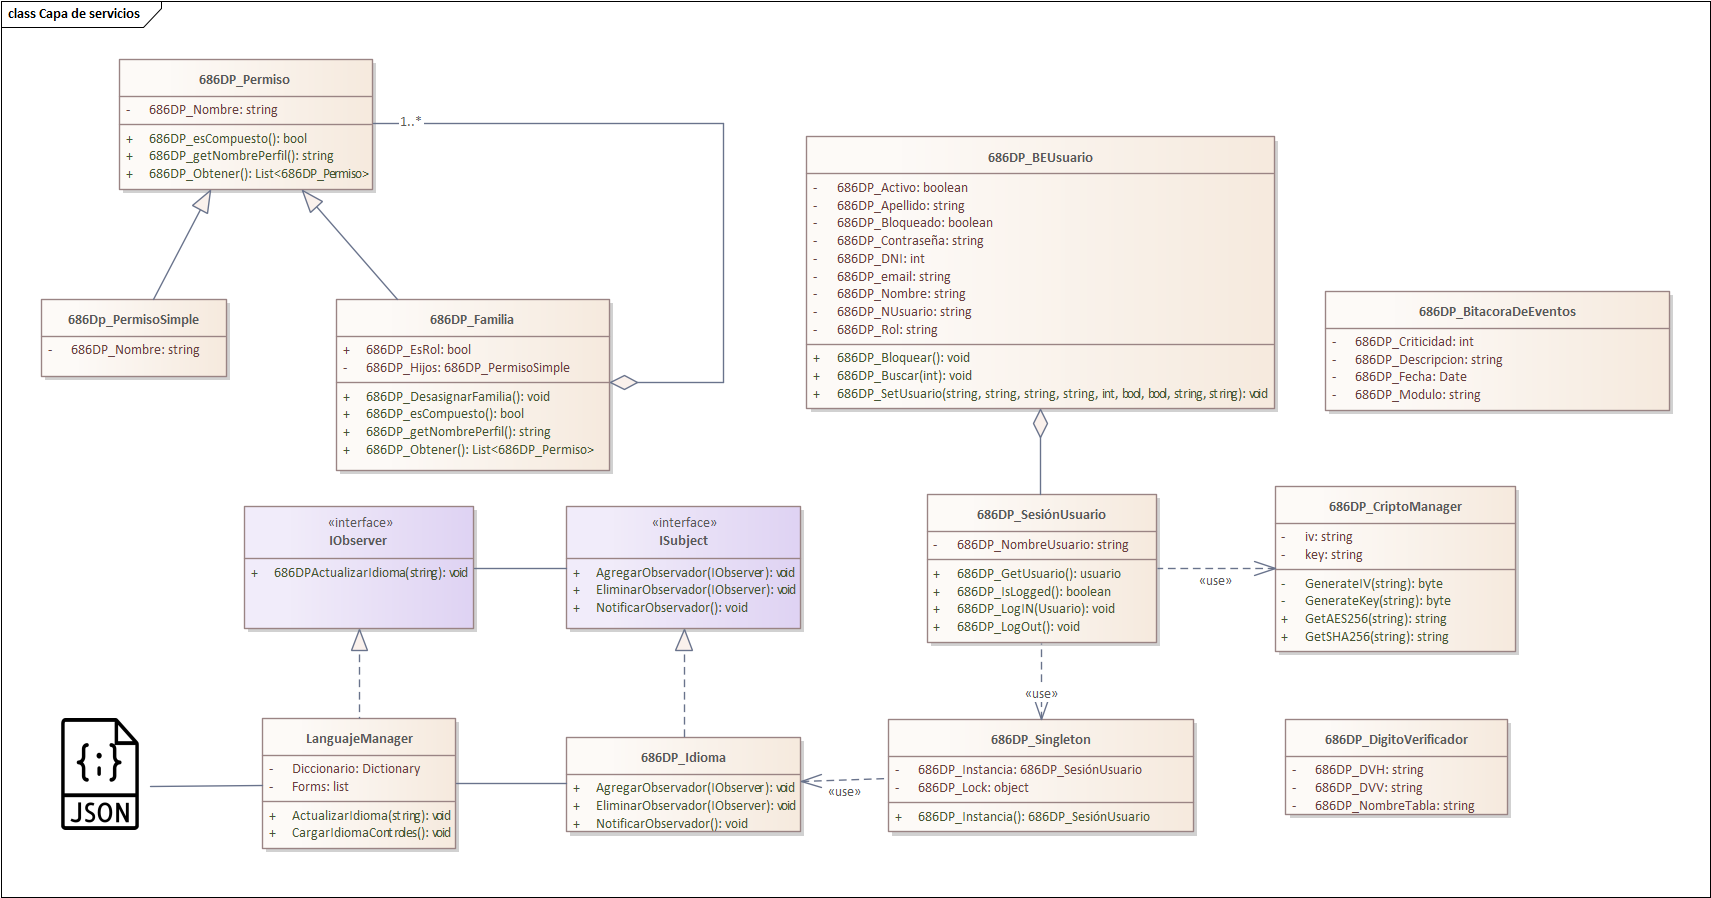 class Capa de servicios
686DP_Permiso
- 686DP_Nombre: string
+ 686DP_esCompuesto(): bool
+ 686DP_getNombrePerfil(): string
+ 686DP_Obtener(): List<686DP_Permiso>
1..*
686Dp_PermisoSimple
- 686DP_Nombre: string
686DP_Familia
+ 686DP_EsRol: bool
- 686DP_Hijos: 686DP_PermisoSimple
+ 686DP_DesasignarFamilia(): void
+ 686DP_esCompuesto(): bool
+ 686DP_getNombrePerfil(): string
+ 686DP_Obtener(): List<686DP_Permiso>
686DP_BEUsuario
- 686DP_Activo: boolean
- 686DP_Apellido: string
- 686DP_Bloqueado: boolean
- 686DP_Contraseña: string
- 686DP_DNI: int
- 686DP_email: string
- 686DP_Nombre: string
- 686DP_NUsuario: string
- 686DP_Rol: string
+ 686DP_Bloquear(): void
+ 686DP_Buscar(int): void
+ 686DP_SetUsuario(string, string, string, string, int, bool, bool, string, string): void
686DP_BitacoraDeEventos
- 686DP_Criticidad: int
- 686DP_Descripcion: string
- 686DP_Fecha: Date
- 686DP_Modulo: string
«interface»
IObserver
+ 686DPActualizarIdioma(string): void
«interface»
ISubject
+ AgregarObservador(IObserver): void
+ EliminarObservador(IObserver): void
+ NotificarObservador(): void
686DP_SesiónUsuario
- 686DP_NombreUsuario: string
+ 686DP_GetUsuario(): usuario
+ 686DP_IsLogged(): boolean
+ 686DP_LogIN(Usuario): void
+ 686DP_LogOut(): void
«use»
686DP_CriptoManager
- iv: string
- key: string
- GenerateIV(string): byte
- GenerateKey(string): byte
+ GetAES256(string): string
+ GetSHA256(string): string
«use»
{;}
JSON
LanguajeManager
- Diccionario: Dictionary
- Forms: list
+ ActualizarIdioma(string): void
+ CargarIdiomaControles(): void
686DP_Idioma
+ AgregarObservador(IObserver): void
+ EliminarObservador(IObserver): void
+ NotificarObservador(): void
«use»
686DP_Singleton
- 686DP_Instancia: 686DP_SesiónUsuario
- 686DP_Lock: object
+ 686DP_Instancia(): 686DP_SesiónUsuario
686DP_DigitoVerificador
- 686DP_DVH: string
- 686DP_DVV: string
- 686DP_NombreTabla: string